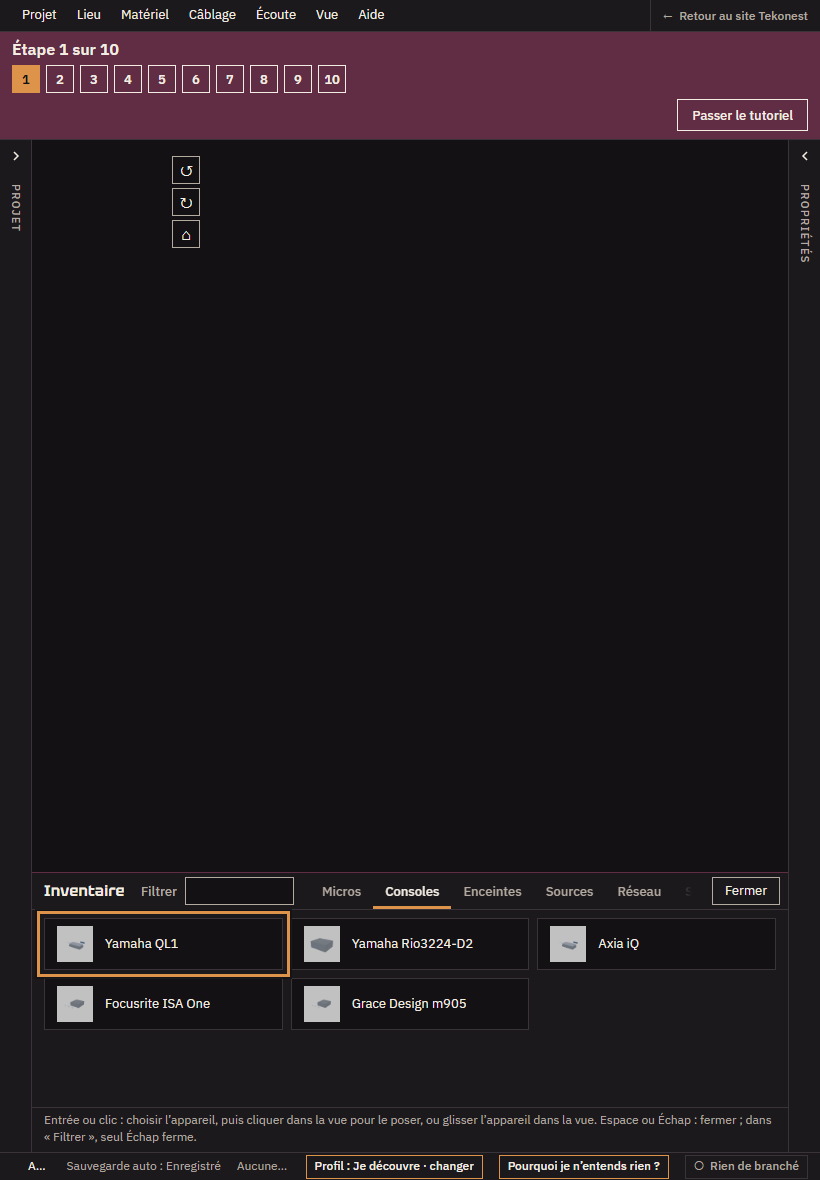 Projet Lieu Matériel Câblage Écoute Vue Aide ← Retour au site Tekonest
Étape 1 sur 10
1 2 3 4 5 6 7 8 9 10
Passer le tutoriel
PROJET
PROPRIÉTÉS
Inventaire Filtrer Micros Consoles Enceintes Sources Réseau Fermer
Yamaha QL1 Yamaha Rio3224-D2 Axia iQ
Focusrite ISA One Grace Design m905
Entrée ou clic : choisir l’appareil, puis cliquer dans la vue pour le poser, ou glisser l’appareil dans la vue. Espace ou Échap : fermer ; dans
« Filtrer », seul Échap ferme.
A… Sauvegarde auto : Enregistré Aucune… Profil : Je découvre · changer Pourquoi je n’entends rien ? Rien de branché